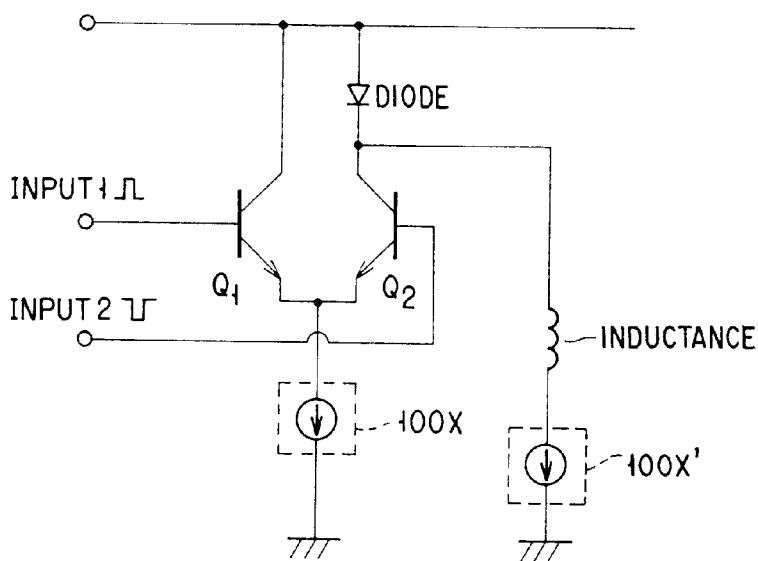 DIODE
INPUT 1
Q1
Q2
INPUT 2
INDUCTANCE
100X
100X'